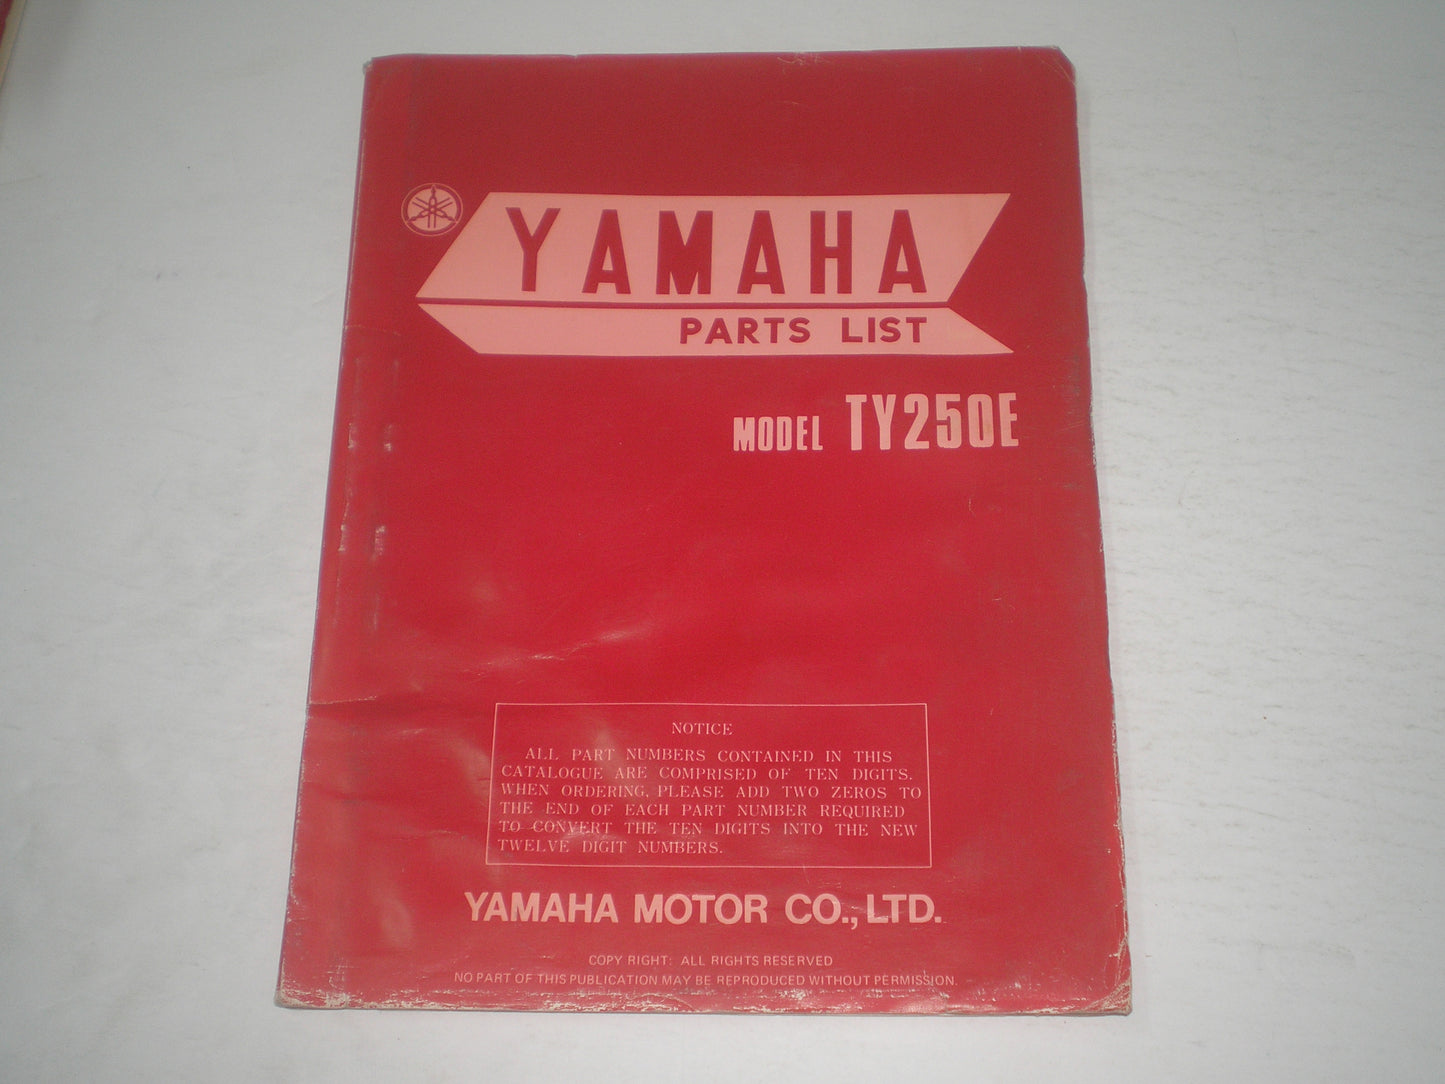 YAMAHA
PARTS LIST
MODEL TY250E
NOTICE
ALL PART NUMBERS CONTAINED IN THIS
CATALOGUE ARE COMPRISED OF TEN DIGITS.
WHEN ORDERING, PLEASE ADD TWO ZEROS TO
THE END OF EACH PART NUMBER REQUIRED
TO CONVERT THE TEN DIGITS INTO THE NEW
TWELVE DIGIT NUMBERS.
YAMAHA MOTOR CO., LTD.
COPY RIGHT: ALL RIGHTS RESERVED
NO PART OF THIS PUBLICATION MAY BE REPRODUCED WITHOUT PERMISSION.